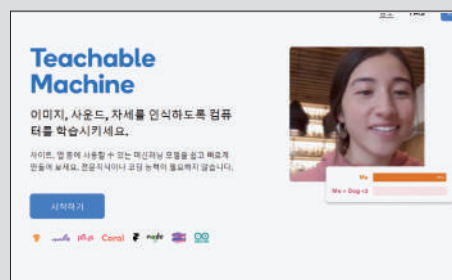 Teachable
Machine
이미지, 사운드, 자세를 인식하도록 컴퓨
터를 학습시키세요.
사이트, 앱 등에 사용할 수 있는 머신러닝 모델을 쉽고 빠르게
만들어 보세요. 전문지식이나 코딩 능력이 필요하지 않습니다.
시작하기
p5.js Coral node
Me
Me + Dog <3